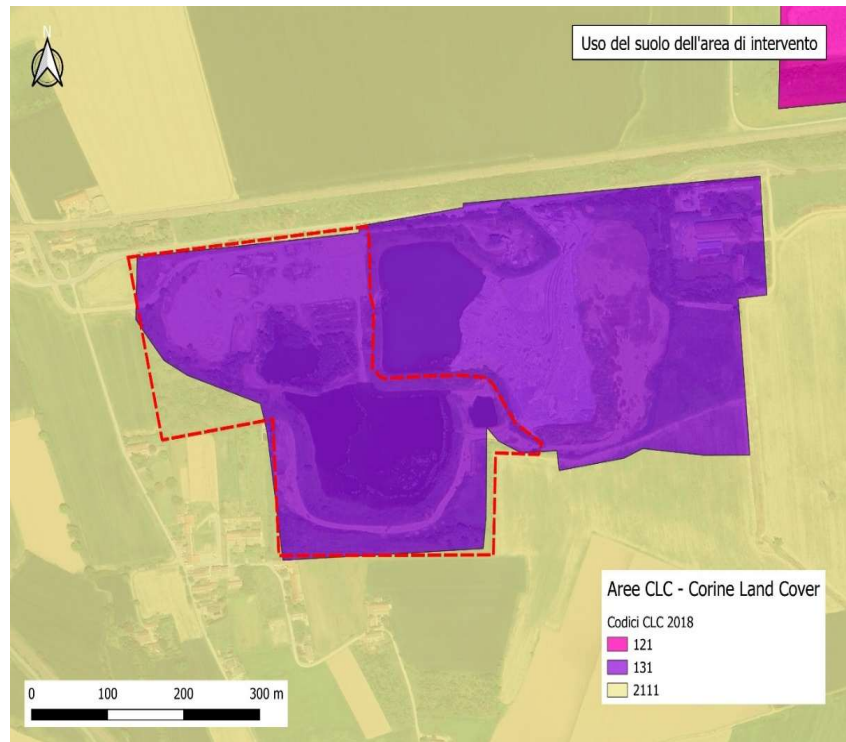 N
Uso del suolo dell'area di intervento
Aree CLC - Corine Land Cover
Codici CLC 2018
121
131
2111
0 100 200 300 m